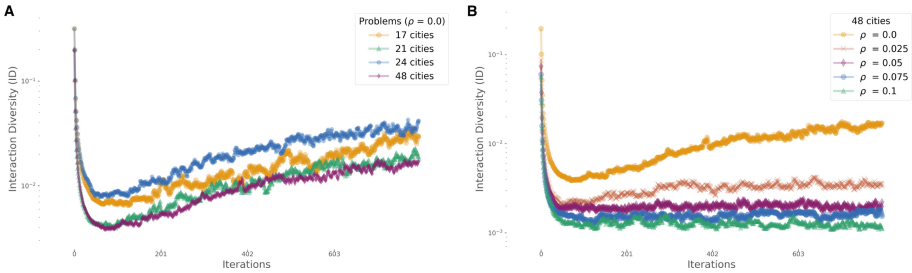 A
Interaction Diversity (ID)
10⁻¹
10⁻²
0
201
402
603
Iterations
Problems (ρ = 0.0)
17 cities
21 cities
24 cities
48 cities
B
Interaction Diversity (ID)
10⁻¹
10⁻²
10⁻³
0
201
402
603
Iterations
48 cities
ρ = 0.0
ρ = 0.025
ρ = 0.05
ρ = 0.075
ρ = 0.1